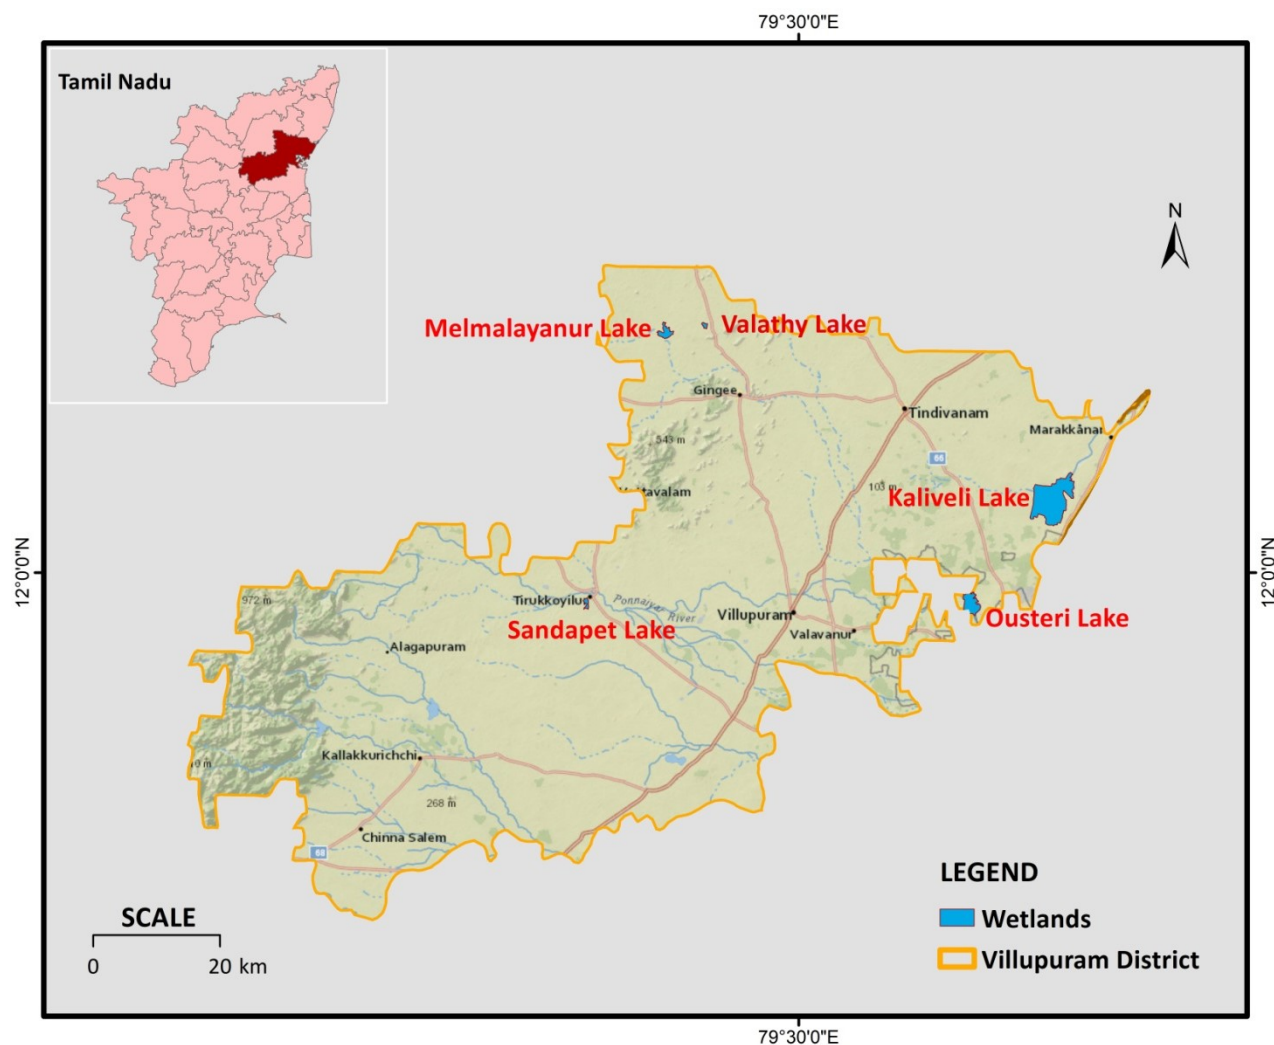 79°30'0"E
Tamil Nadu
N
Melmalayanur Lake
Valathy Lake
Gingee
Tindivanam
Marakkānar
543 m
66
103 m
Kaliveli Lake
12°0'0"N
12°0'0"N
972 m
Tirukkoyilur
Ponnaiyar
River
Villupuram
Ousteri Lake
Sandapet Lake
Valavanur
Alagapuram
Kallakkurichchi
268 m
Chinna Salem
68
LEGEND
Wetlands
Villupuram District
SCALE
0
20 km
79°30'0"E